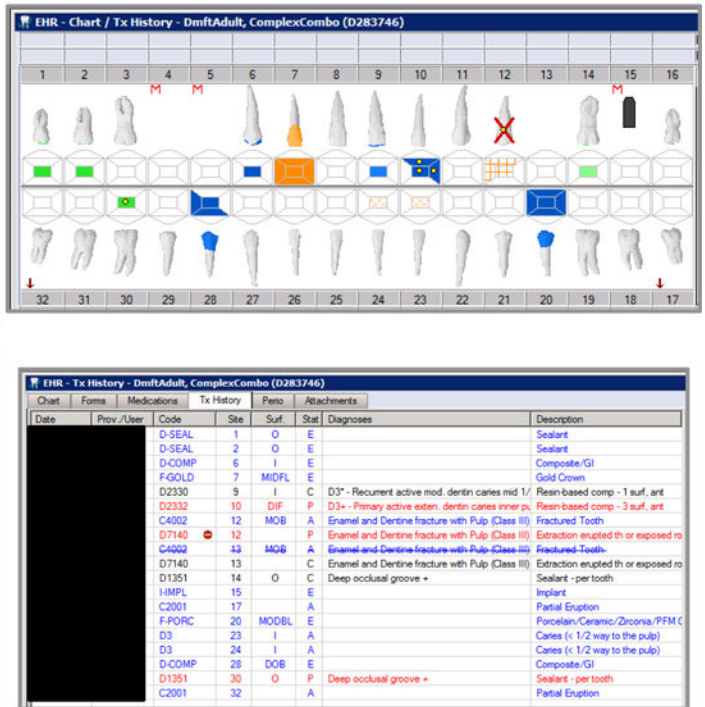 EHR - Chart / Tx History - DmftAdult, ComplexCombo (D283746)
1 2 3 4 5 6 7 8 9 10 11 12 13 14 15 16
M M M
32 31 30 29 28 27 26 25 24 23 22 21 20 19 18 17
EHR - Tx History - DmftAdult, ComplexCombo (D283746)
Chart Forms Medications Tx History Perio Attachments
Date Prov./User Code Site Surf. Stat Diagnoses Description
D-SEAL 1 O E Sealant
D-SEAL 2 O E Sealant
D-COMP 6 I E Composite/GI
F-GOLD 7 MIDFL E Gold Crown
D2330 9 I C D3* - Recurrent active mod. dentin caries mid 1/ Resin-based comp - 1 surf, ant
D2332 10 DIF P D3+ - Primary active exten. dentin caries inner pu Resin-based comp - 3 surf, ant
C4002 12 MOB A Enamel and Dentine fracture with Pulp (Class III) Fractured Tooth
D7140 12 P Enamel and Dentine fracture with Pulp (Class III) Extraction erupted th or exposed ro
C4002 13 MOB A Enamel and Dentine fracture with Pulp (Class III) Fractured Tooth
D7140 13 C Enamel and Dentine fracture with Pulp (Class III) Extraction erupted th or exposed ro
D1351 14 O C Deep occlusal groove + Sealant - per tooth
I-IMPL 15 E Implant
C2001 17 A Partial Eruption
F-PORC 20 MODBL E Porcelain/Ceramic/Zirconia/PFM C
D3 23 I A Caries (< 1/2 way to the pulp)
D3 24 I A Caries (< 1/2 way to the pulp)
D-COMP 28 DOB E Composite/GI
D1351 30 O P Deep occlusal groove + Sealant - per tooth
C2001 32 A Partial Eruption